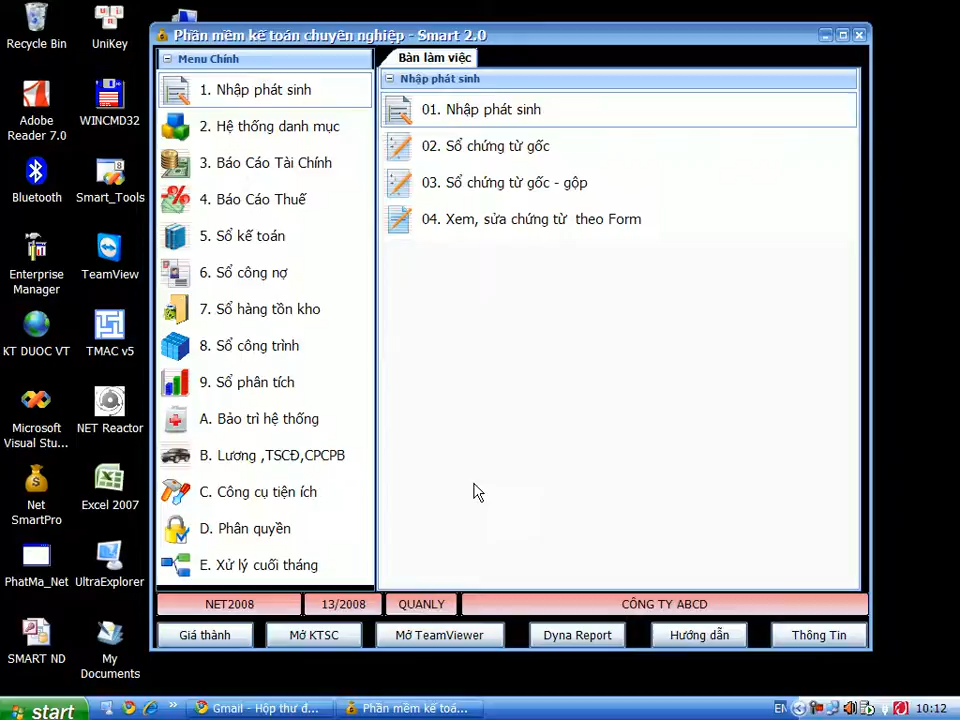 Recycle Bin
UniKey
Adobe
Reader 7.0
WINCMD32
Bluetooth
Smart_Tools
Enterprise
Manager
TeamView
KT DUOC VT
TMAC v5
Microsoft
Visual Stu...
NET Reactor
Net
SmartPro
Excel 2007
PhatMa_Net
UltraExplorer
SMART ND
My
Documents
Phần mềm kế toán chuyên nghiệp - Smart 2.0
Menu Chính
1. Nhập phát sinh
2. Hệ thống danh mục
3. Báo Cáo Tài Chính
4. Báo Cáo Thuế
5. Sổ kế toán
6. Sổ công nợ
7. Sổ hàng tồn kho
8. Sổ công trình
9. Sổ phân tích
A. Bảo trì hệ thống
B. Lương ,TSCĐ,CPCPB
C. Công cụ tiện ích
D. Phân quyền
E. Xử lý cuối tháng
Bàn làm việc
Nhập phát sinh
01. Nhập phát sinh
02. Sổ chứng từ gốc
03. Sổ chứng từ gốc - gộp
04. Xem, sửa chứng từ theo Form
NET2008 13/2008 QUANLY CÔNG TY ABCD
Giá thành Mở KTSC Mở TeamViewer Dyna Report Hướng dẫn Thông Tin
start Gmail - Hộp thư đ... Phần mềm kế toá... EN 10:12